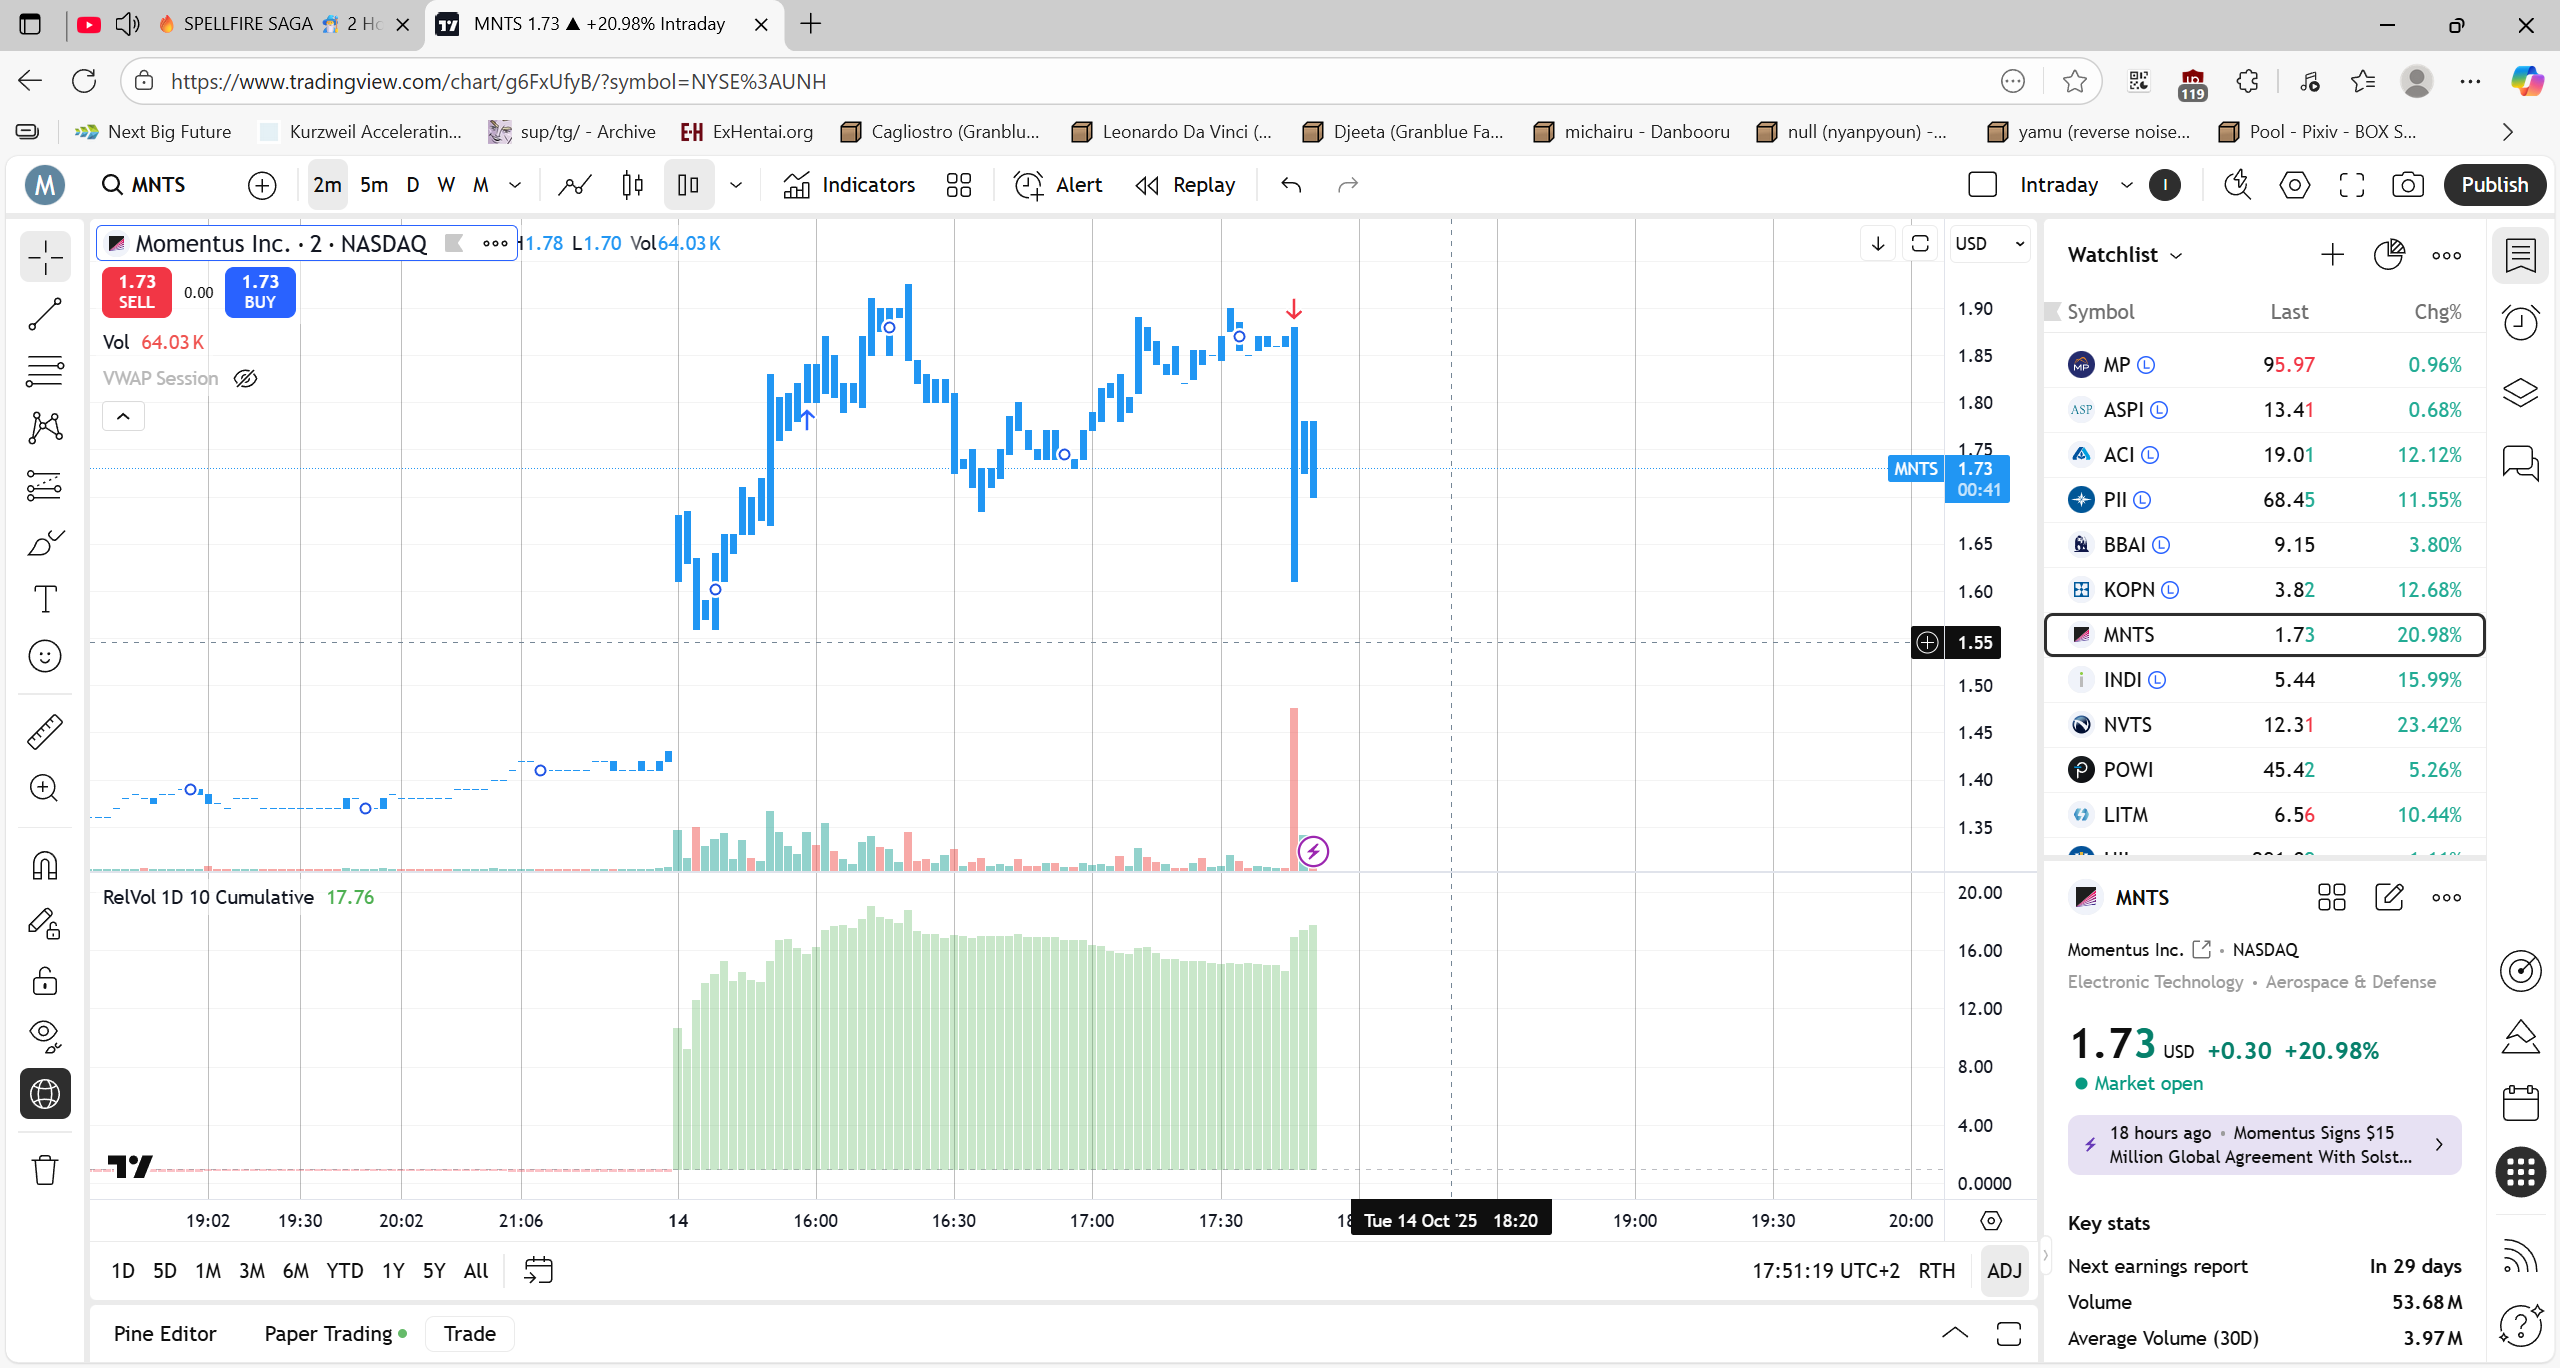 SPELLFIRE SAGA 2 Ho
MNTS 1.73 ▲ +20.98% Intraday
https://www.tradingview.com/chart/g6FxUfyB/?symbol=NYSE%3AUNH
119
Next Big Future
Kurzweil Acceleratin...
sup/tg/ - Archive
ExHentai.org
Cagliostro (Granblu...
Leonardo Da Vinci (...
Djeeta (Granblue Fa...
michairu - Danbooru
null (nyanpyoun) -...
yamu (reverse noise...
Pool - Pixiv - BOX S...
M
MNTS
2m 5m D W M
Indicators
Alert
Replay
Intraday
I
Publish
Momentus Inc. · 2 · NASDAQ
H1.78 L1.70 Vol64.03 K
1.73 SELL
0.00
1.73 BUY
Vol 64.03 K
VWAP Session
USD
1.90
1.85
1.80
1.75
MNTS 1.73
00:41
1.65
1.60
1.55
1.50
1.45
1.40
1.35
RelVol 1D 10 Cumulative 17.76
20.00
16.00
12.00
8.00
4.00
0.0000
19:02 19:30 20:02 21:06 14 16:00 16:30 17:00 17:30 Tue 14 Oct '25 18:20 19:00 19:30 20:00
1D 5D 1M 3M 6M YTD 1Y 5Y All
17:51:19 UTC+2 RTH ADJ
Pine Editor
Paper Trading
Trade
Watchlist
Symbol Last Chg%
MP L 95.97 0.96%
ASPI L 13.41 0.68%
ACI L 19.01 12.12%
PII L 68.45 11.55%
BBAI L 9.15 3.80%
KOPN L 3.82 12.68%
MNTS 1.73 20.98%
INDI L 5.44 15.99%
NVTS 12.31 23.42%
POWI 45.42 5.26%
LITM 6.56 10.44%
MNTS
Momentus Inc. • NASDAQ
Electronic Technology • Aerospace & Defense
1.73 USD +0.30 +20.98%
Market open
18 hours ago • Momentus Signs $15
Million Global Agreement With Solst...
Key stats
Next earnings report In 29 days
Volume 53.68 M
Average Volume (30D) 3.97 M